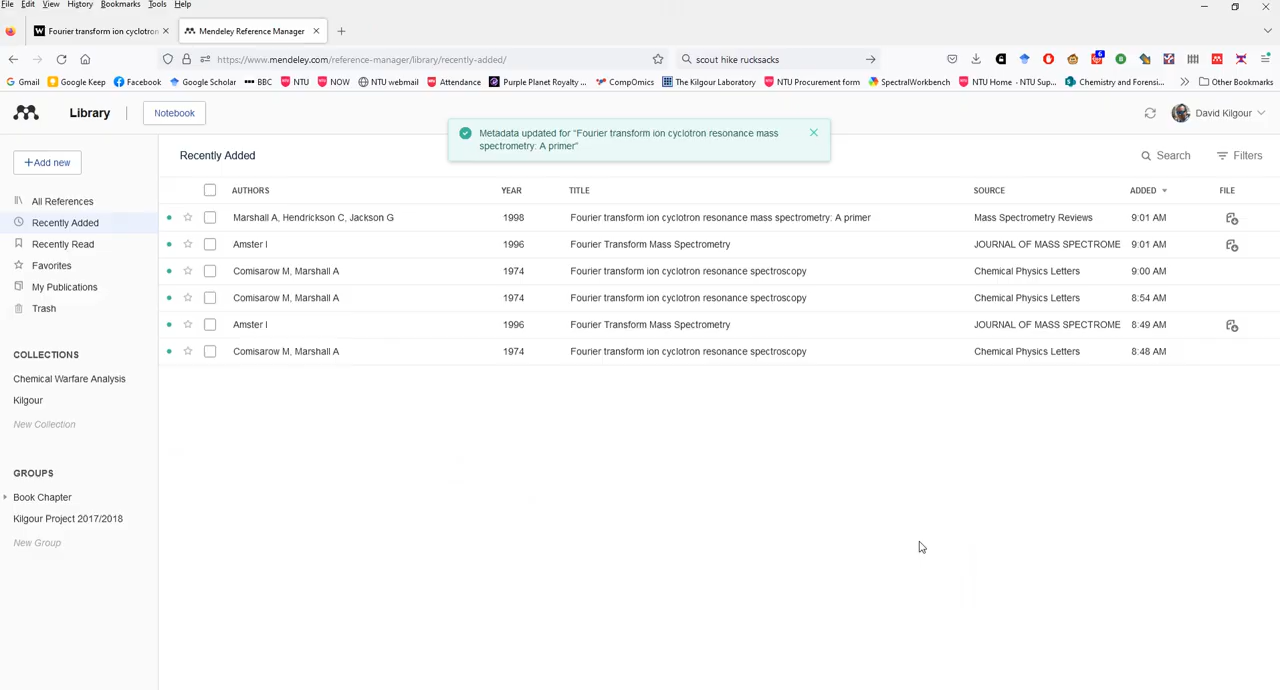 File Edit View History Bookmarks Tools Help
W Fourier transform ion cyclotron
Mendeley Reference Manager
https://www.mendeley.com/reference-manager/library/recently-added/
scout hike rucksacks
6
Gmail Google Keep Facebook Google Scholar BBC NTU NOW NTU webmail Attendance Purple Planet Royalty ... CompOmics The Kilgour Laboratory NTU Procurement form SpectralWorkbench NTU Home - NTU Sup... Chemistry and Forensi... Other Bookmarks
Library
Notebook
David Kilgour
Metadata updated for "Fourier transform ion cyclotron resonance mass
spectrometry: A primer"
+Add new
Recently Added
Search
Filters
All References
Recently Added
Recently Read
Favorites
My Publications
Trash
COLLECTIONS
Chemical Warfare Analysis
Kilgour
New Collection
GROUPS
Book Chapter
Kilgour Project 2017/2018
New Group
AUTHORS YEAR TITLE SOURCE ADDED FILE
Marshall A, Hendrickson C, Jackson G 1998 Fourier transform ion cyclotron resonance mass spectrometry: A primer Mass Spectrometry Reviews 9:01 AM
Amster I 1996 Fourier Transform Mass Spectrometry JOURNAL OF MASS SPECTROME 9:01 AM
Comisarow M, Marshall A 1974 Fourier transform ion cyclotron resonance spectroscopy Chemical Physics Letters 9:00 AM
Comisarow M, Marshall A 1974 Fourier transform ion cyclotron resonance spectroscopy Chemical Physics Letters 8:54 AM
Amster I 1996 Fourier Transform Mass Spectrometry JOURNAL OF MASS SPECTROME 8:49 AM
Comisarow M, Marshall A 1974 Fourier transform ion cyclotron resonance spectroscopy Chemical Physics Letters 8:48 AM